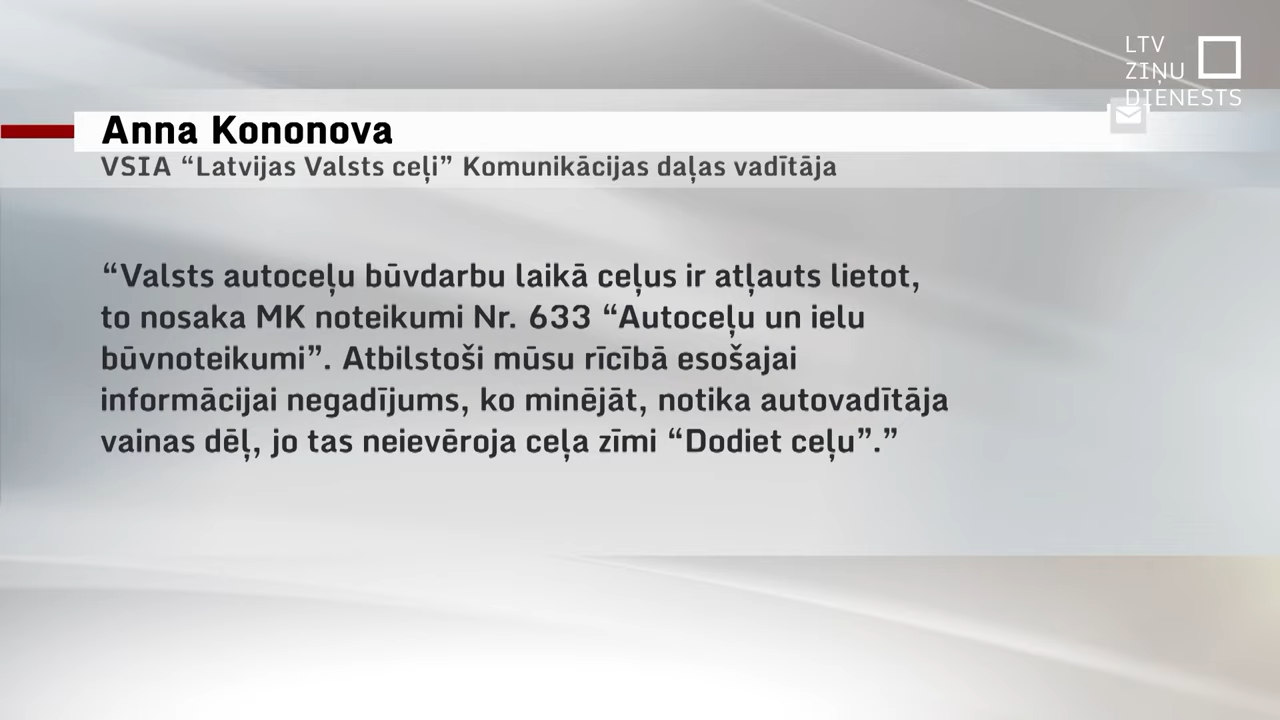 LTV
ZIŅU
DIENESTS
Anna Kononova
VSIA “Latvijas Valsts ceļi” Komunikācijas daļas vadītāja
“Valsts autoceļu būvdarbu laikā ceļus ir atļauts lietot,
to nosaka MK noteikumi Nr. 633 “Autoceļu un ielu
būvnoteikumi”. Atbilstoši mūsu rīcībā esošajai
informācijai negadījums, ko minējāt, notika autovadītāja
vainas dēļ, jo tas neievēroja ceļa zīmi “Dodiet ceļu”.”